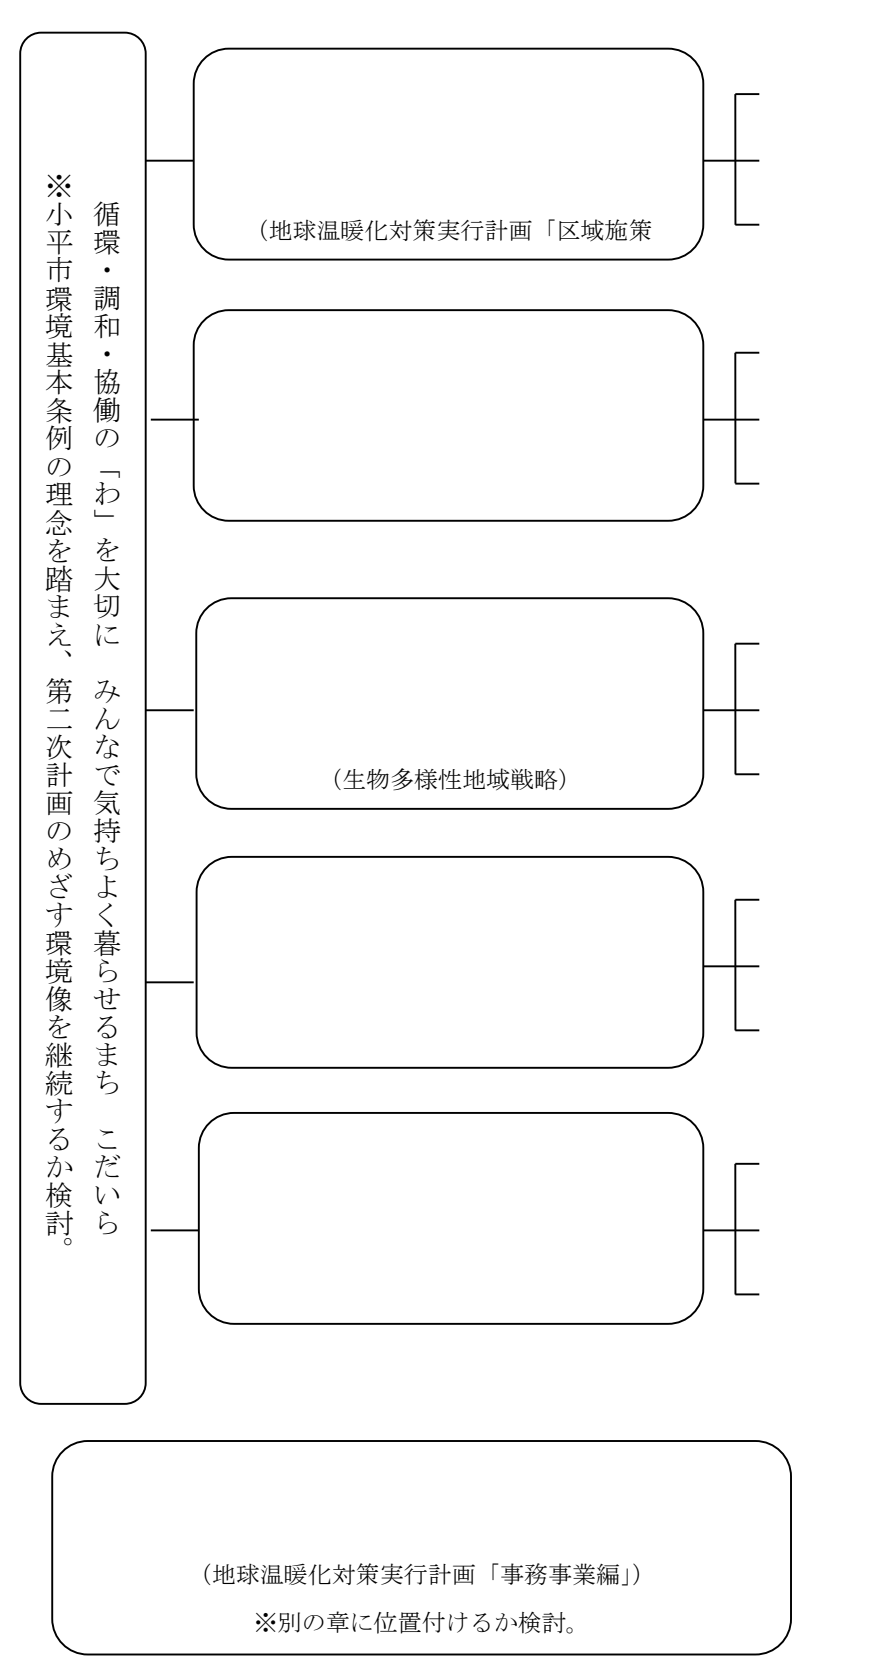 循環・調和・協働の「わ」を大切に　みんなで気持ちよく暮らせるまち　こだいら
※小平市環境基本条例の理念を踏まえ、第二次計画のめざす環境像を継続するか検討。
（地球温暖化対策実行計画「区域施策
（生物多様性地域戦略）
（地球温暖化対策実行計画「事務事業編」）
※別の章に位置付けるか検討。